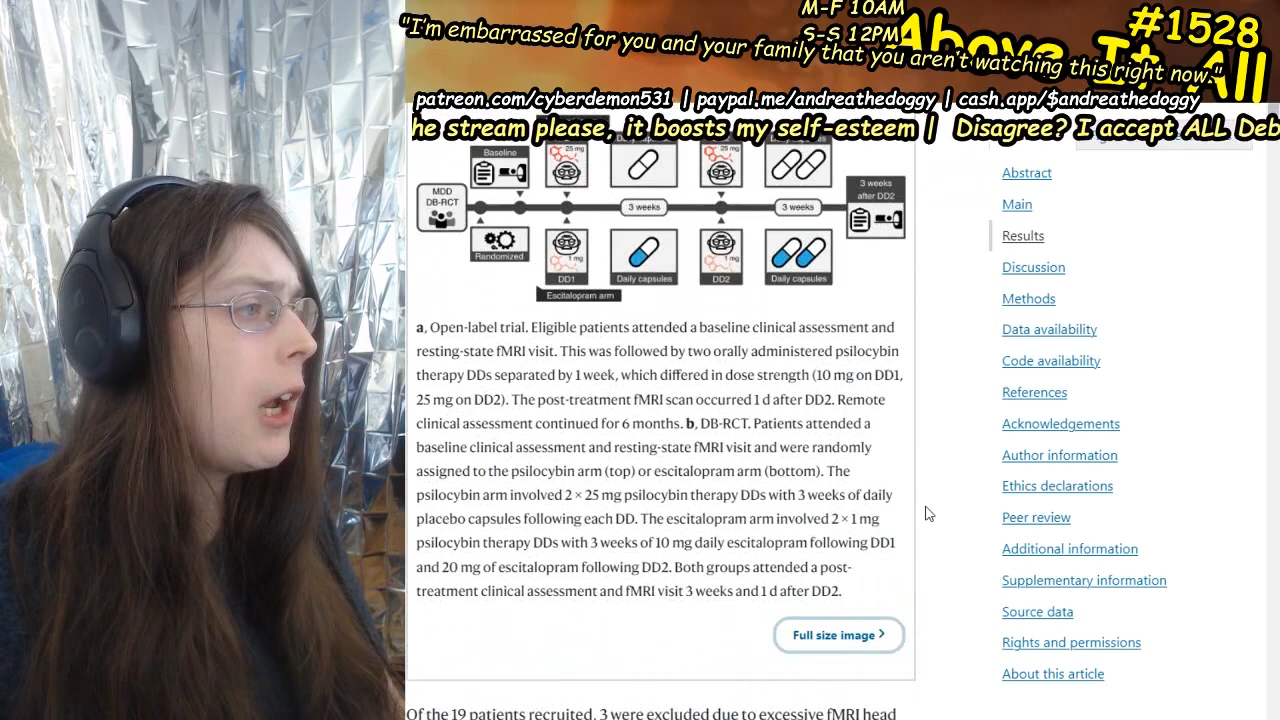 M-F 10AM
S-S 12PM
Above It All
#1528
"I'm embarrassed for you and your family that you aren't watching this right now."
patreon.com/cyberdemon531 | paypal.me/andreathedoggy | cash.app/$andreathedoggy
he stream please, it boosts my self-esteem | Disagree? I accept ALL Deb
Baseline
25 mg
25 mg
MDD
DB-RCT
3 weeks
3 weeks
3 weeks
after DD2
Randomized
1 mg
DD1
Daily capsules
1 mg
DD2
Daily capsules
Escitalopram arm
a, Open-label trial. Eligible patients attended a baseline clinical assessment and
resting-state fMRI visit. This was followed by two orally administered psilocybin
therapy DDs separated by 1 week, which differed in dose strength (10 mg on DD1,
25 mg on DD2). The post-treatment fMRI scan occurred 1 d after DD2. Remote
clinical assessment continued for 6 months. b, DB-RCT. Patients attended a
baseline clinical assessment and resting-state fMRI visit and were randomly
assigned to the psilocybin arm (top) or escitalopram arm (bottom). The
psilocybin arm involved 2 × 25 mg psilocybin therapy DDs with 3 weeks of daily
placebo capsules following each DD. The escitalopram arm involved 2 × 1 mg
psilocybin therapy DDs with 3 weeks of 10 mg daily escitalopram following DD1
and 20 mg of escitalopram following DD2. Both groups attended a post-
treatment clinical assessment and fMRI visit 3 weeks and 1 d after DD2.
Full size image
Of the 19 patients recruited, 3 were excluded due to excessive fMRI head
Abstract
Main
Results
Discussion
Methods
Data availability
Code availability
References
Acknowledgements
Author information
Ethics declarations
Peer review
Additional information
Supplementary information
Source data
Rights and permissions
About this article